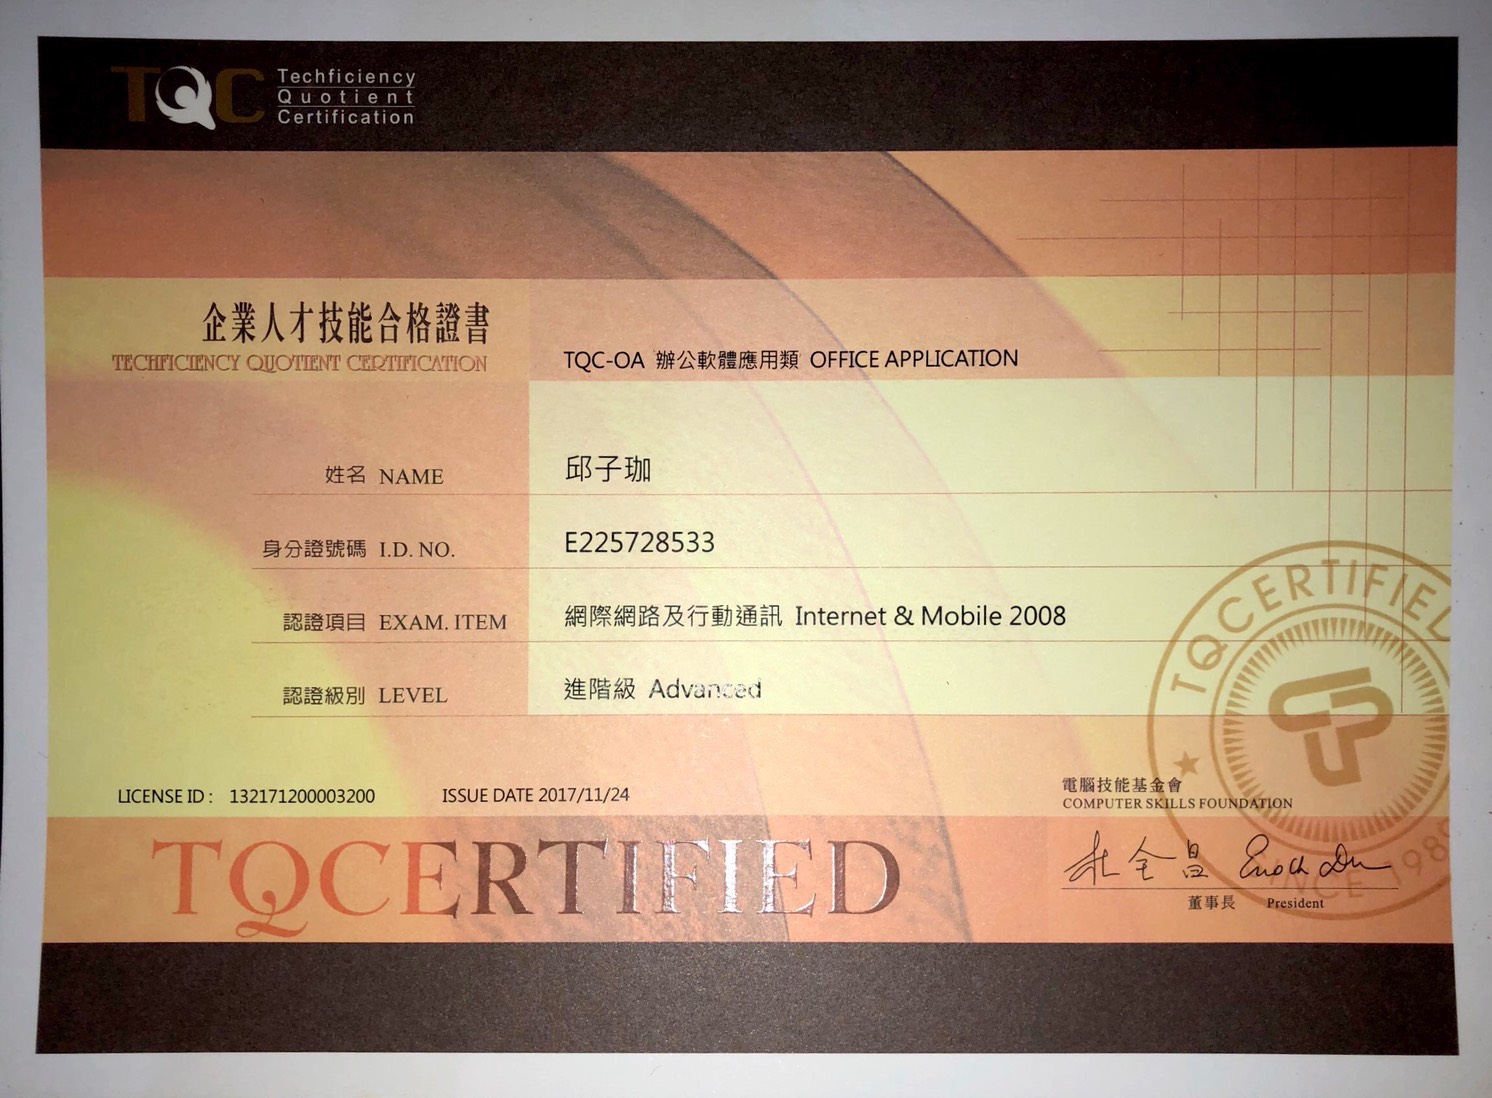 TQC Techficiency
Quotient
Certification
企業人才技能合格證書
TECHFICIENCY QUOTIENT CERTIFICATION
TQC-OA 辦公軟體應用類 OFFICE APPLICATION
姓名 NAME 邱子珈
身分證號碼 I.D. NO. E225728533
認證項目 EXAM. ITEM 網際網路及行動通訊 Internet & Mobile 2008
認證級別 LEVEL 進階級 Advanced
TQCERTIFIED
LICENSE ID : 132171200003200 ISSUE DATE 2017/11/24
電腦技能基金會
COMPUTER SKILLS FOUNDATION
TQCERTIFIED
杜全昌
SINCE 1989
董事長 President